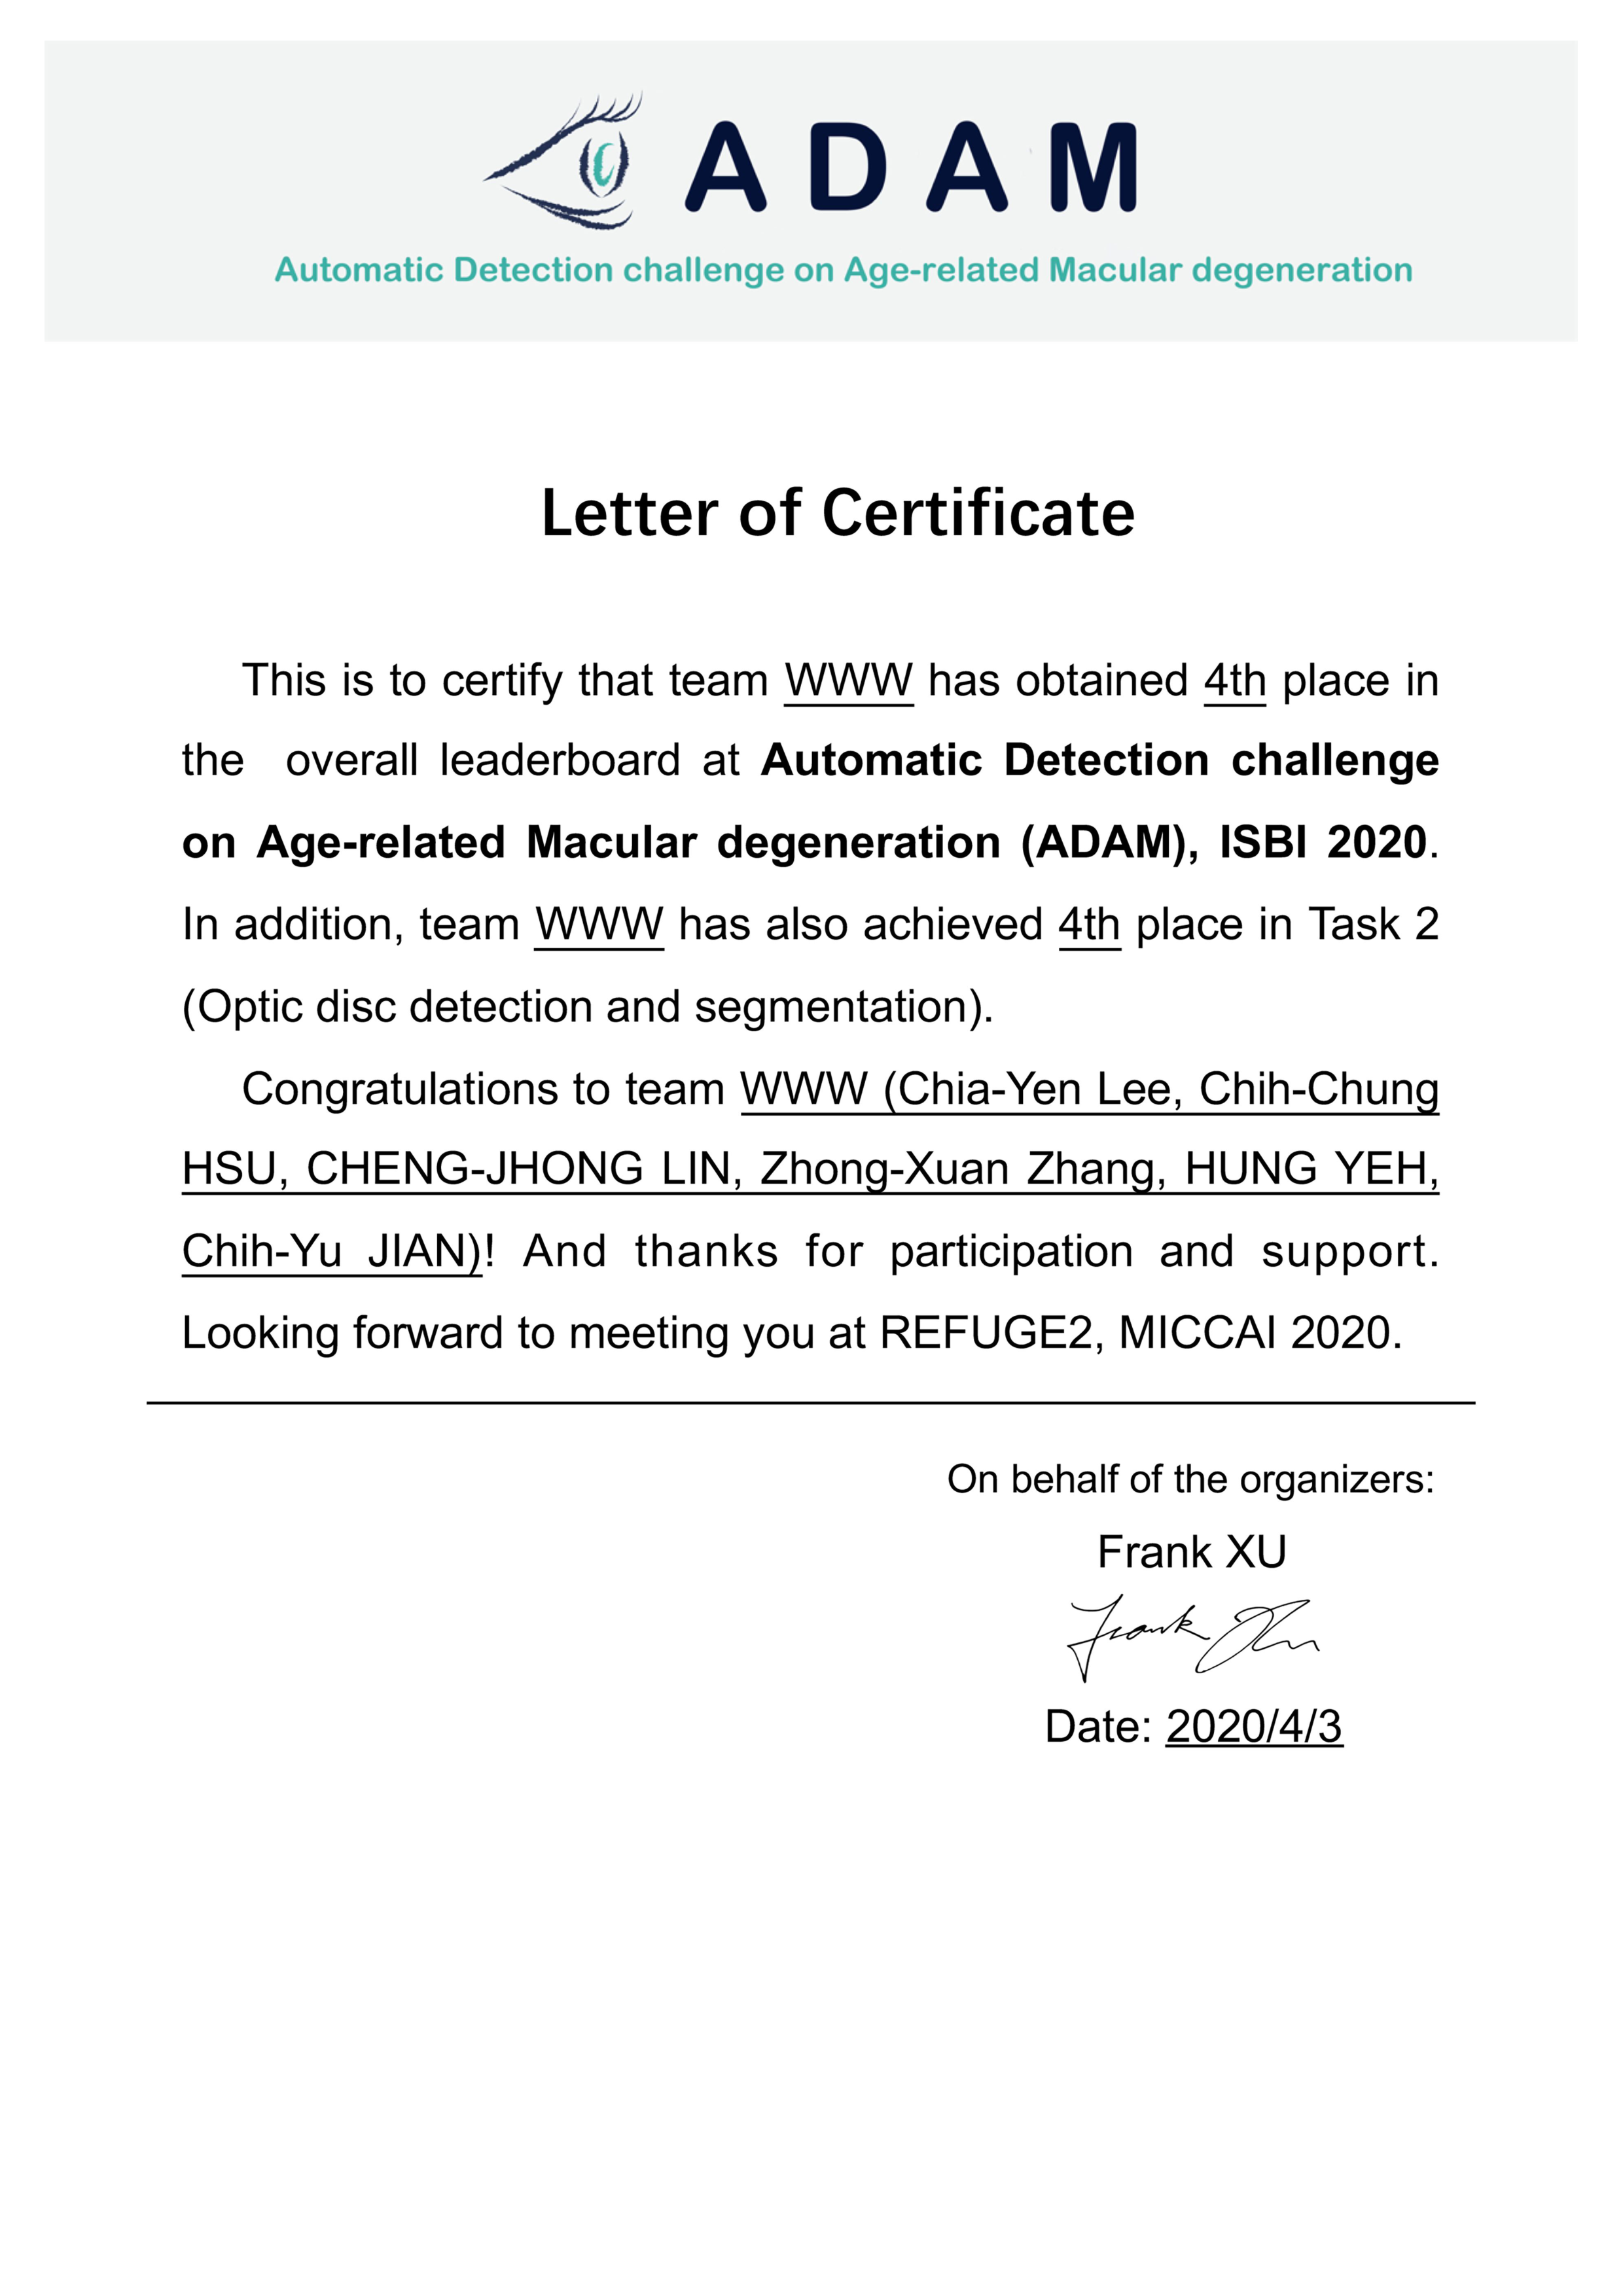 ADAM
Automatic Detection challenge on Age-related Macular degeneration
Letter of Certificate
This is to certify that team WWW has obtained 4th place in
the overall leaderboard at Automatic Detection challenge
on Age-related Macular degeneration (ADAM), ISBI 2020.
In addition, team WWW has also achieved 4th place in Task 2
(Optic disc detection and segmentation).
Congratulations to team WWW (Chia-Yen Lee, Chih-Chung
HSU, CHENG-JHONG LIN, Zhong-Xuan Zhang, HUNG YEH,
Chih-Yu JIAN)! And thanks for participation and support.
Looking forward to meeting you at REFUGE2, MICCAI 2020.
On behalf of the organizers:
Frank XU
Frank Xu
Date: 2020/4/3